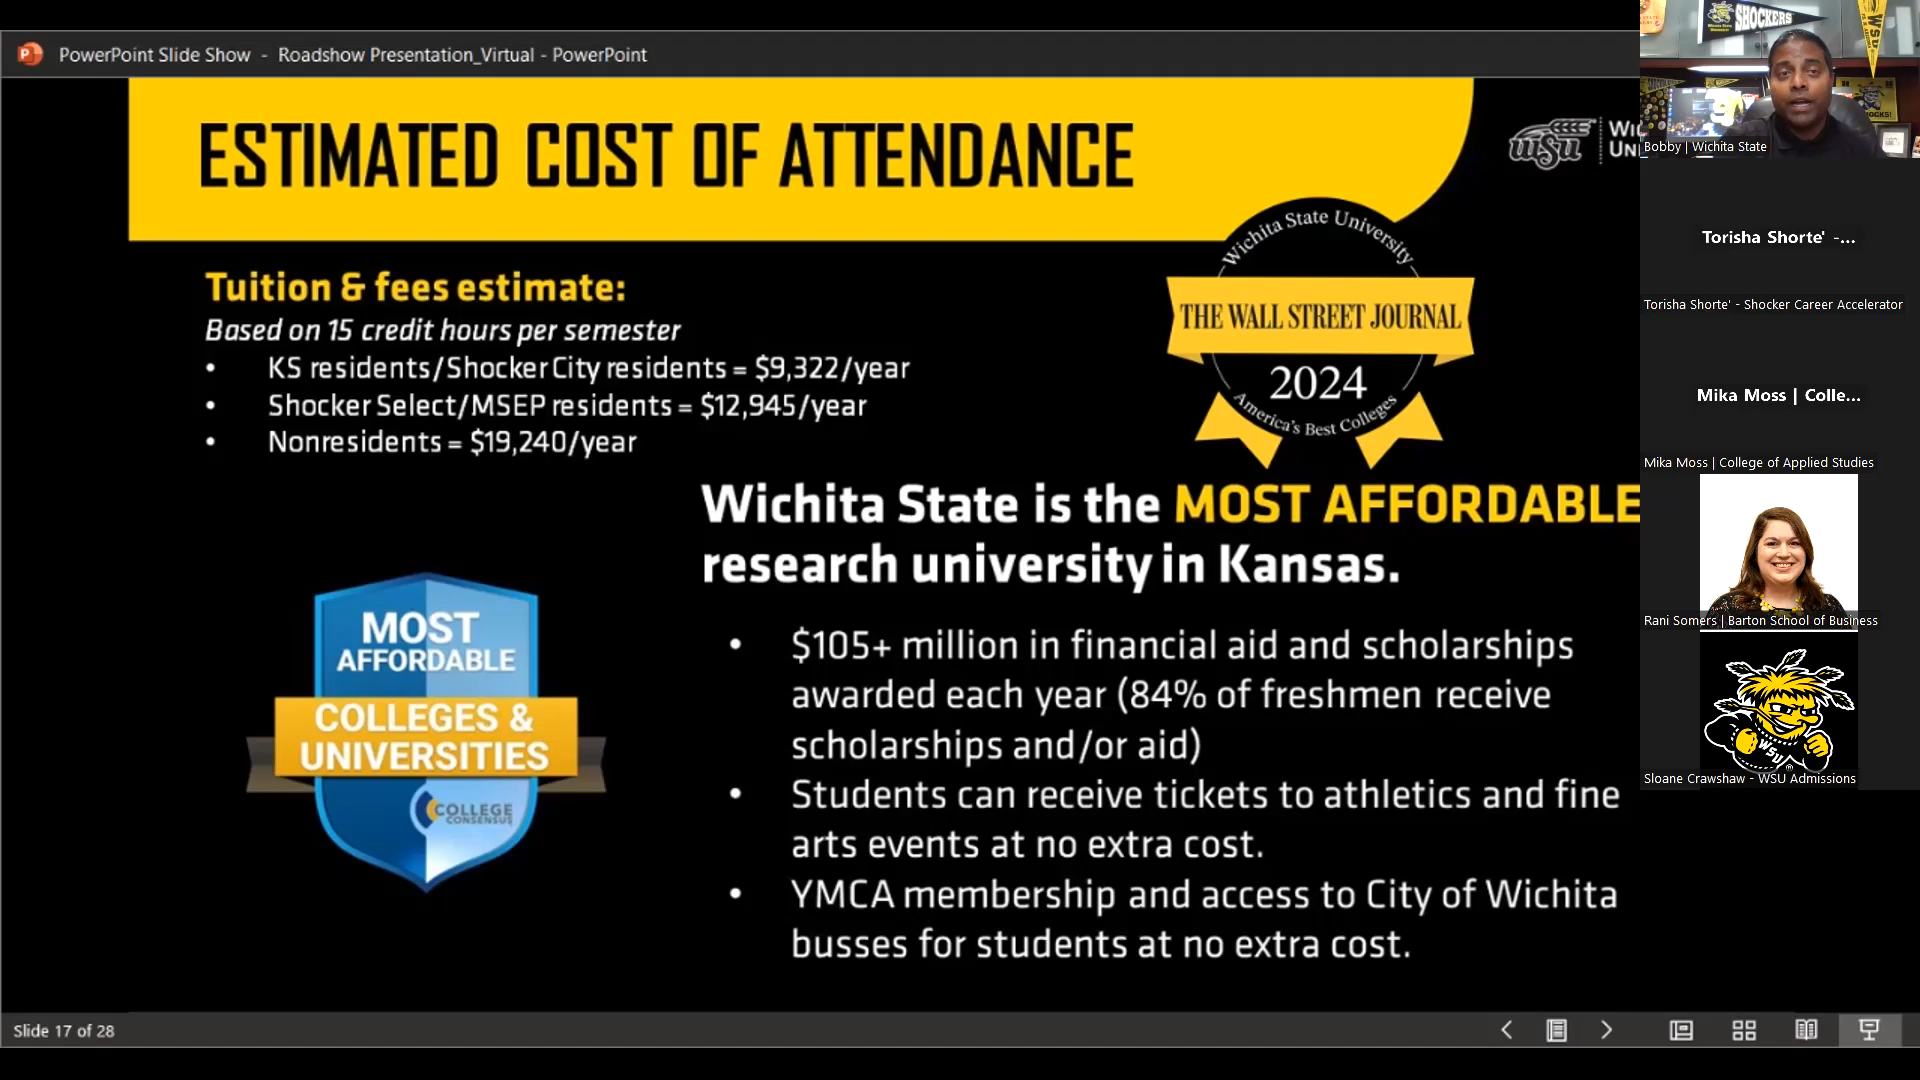 PowerPoint Slide Show - Roadshow Presentation_Virtual - PowerPoint
ESTIMATED COST OF ATTENDANCE
wsu
Tuition & fees estimate:
Based on 15 credit hours per semester
• KS residents/Shocker City residents = $9,322/year
• Shocker Select/MSEP residents = $12,945/year
• Nonresidents = $19,240/year
Wichita State University
THE WALL STREET JOURNAL
2024
America's Best Colleges
Wichita State is the MOST AFFORDABLE
research university in Kansas.
MOST
AFFORDABLE
COLLEGES &
UNIVERSITIES
COLLEGE
CONSENSUS
• $105+ million in financial aid and scholarships
awarded each year (84% of freshmen receive
scholarships and/or aid)
• Students can receive tickets to athletics and fine
arts events at no extra cost.
• YMCA membership and access to City of Wichita
busses for students at no extra cost.
Slide 17 of 28
SHOCKERS
WSU
Bobby | Wichita State
Torisha Shorte' -...
Torisha Shorte' - Shocker Career Accelerator
Mika Moss | Colle...
Mika Moss | College of Applied Studies
Rani Somers | Barton School of Business
WSU
Sloane Crawshaw - WSU Admissions